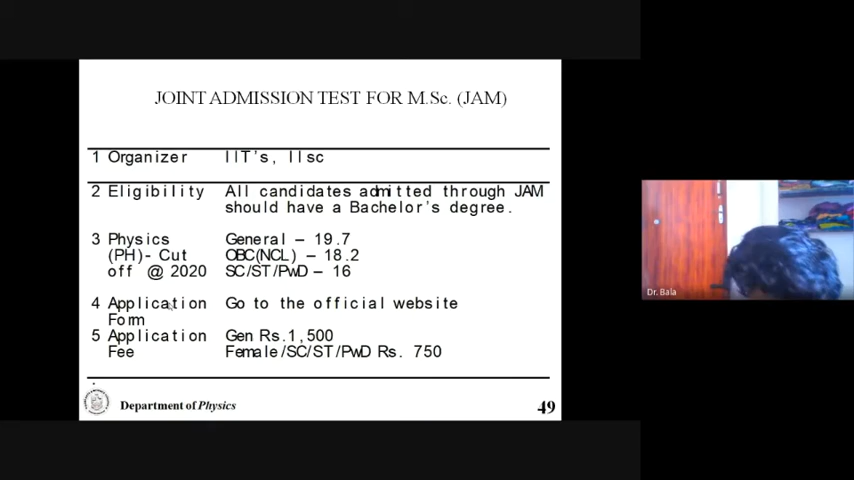 JOINT ADMISSION TEST FOR M.Sc. (JAM)
1 Organizer IIT's, IIsc
2 Eligibility All candidates admitted through JAM
should have a Bachelor's degree.
3 Physics General – 19.7
(PH)- Cut OBC(NCL) – 18.2
off @ 2020 SC/ST/PwD – 16
4 Application Go to the official website
Form
5 Application Gen Rs.1,500
Fee Female/SC/ST/PwD Rs. 750
Department of Physics 49
Dr. Bala